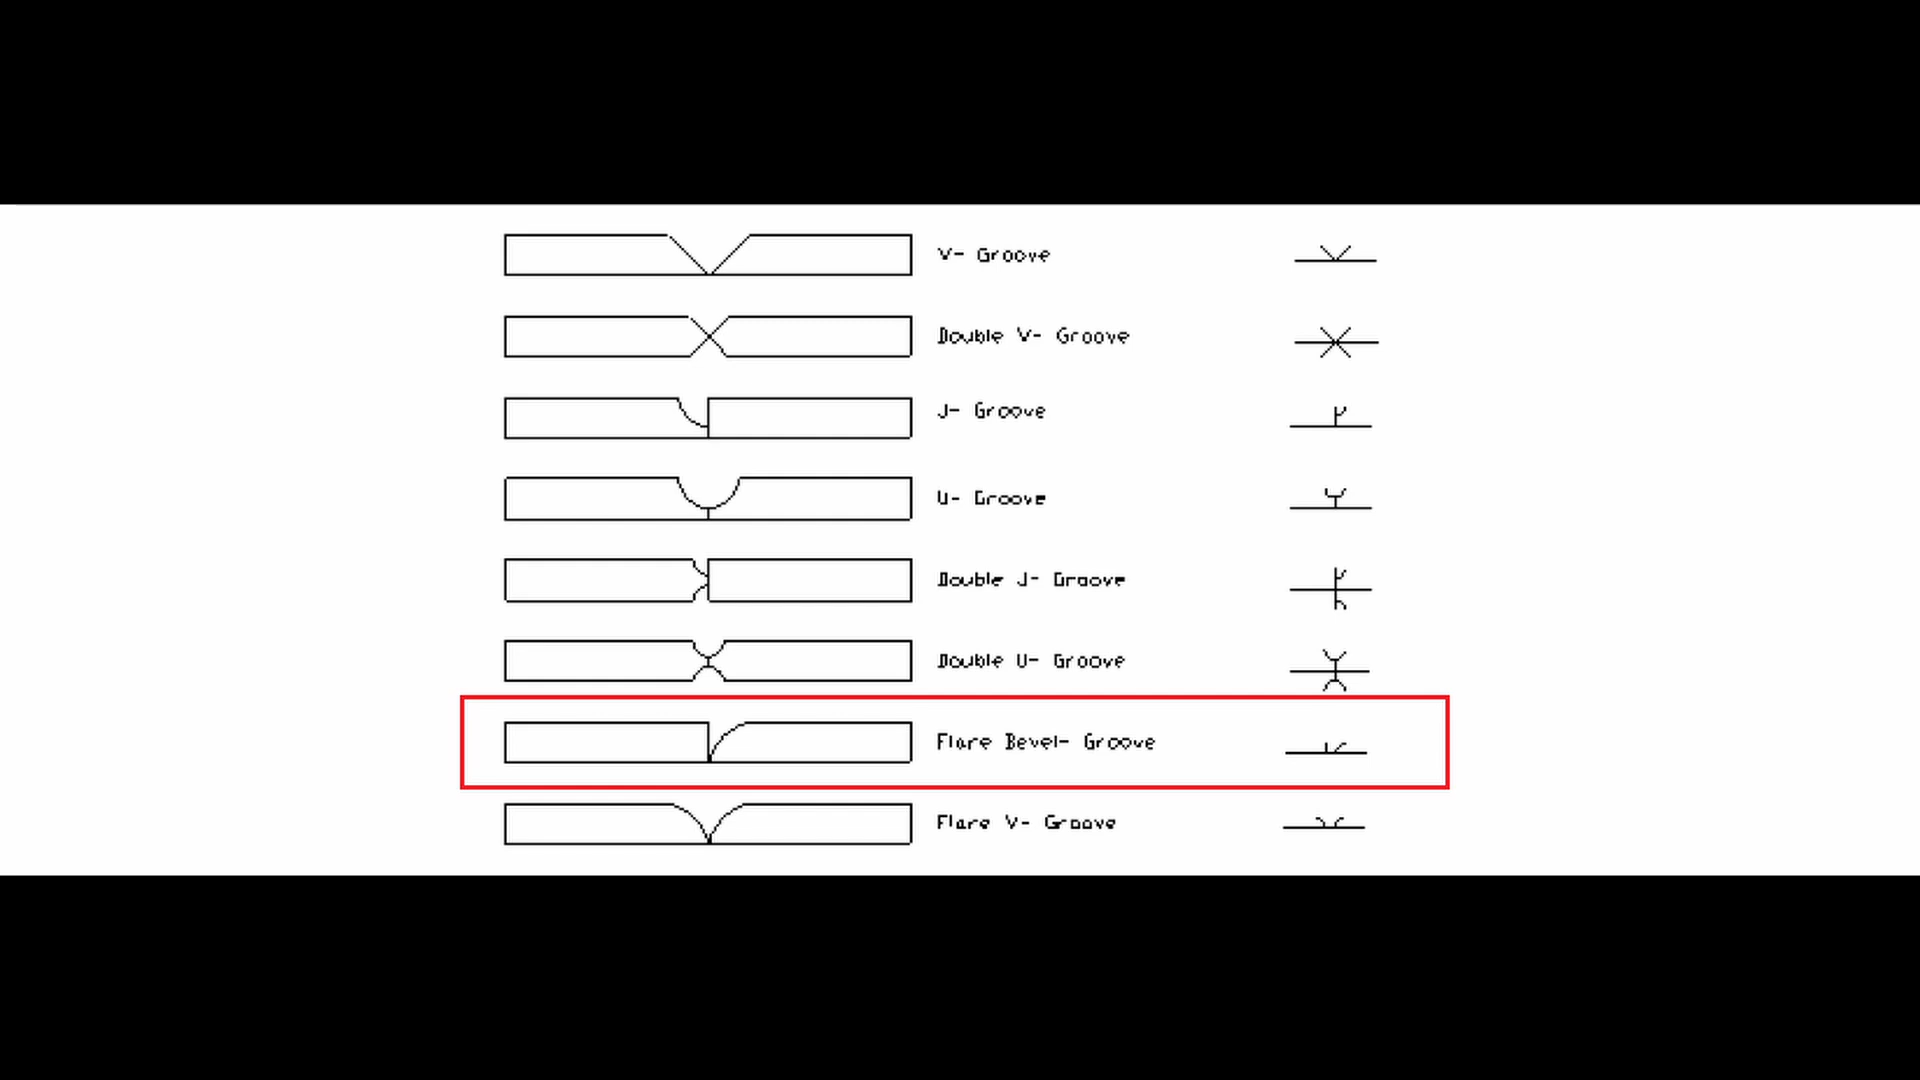 V- Groove
Double V- Groove
J- Groove
U- Groove
Double J- Groove
Double U- Groove
Flare Bevel- Groove
Flare V- Groove